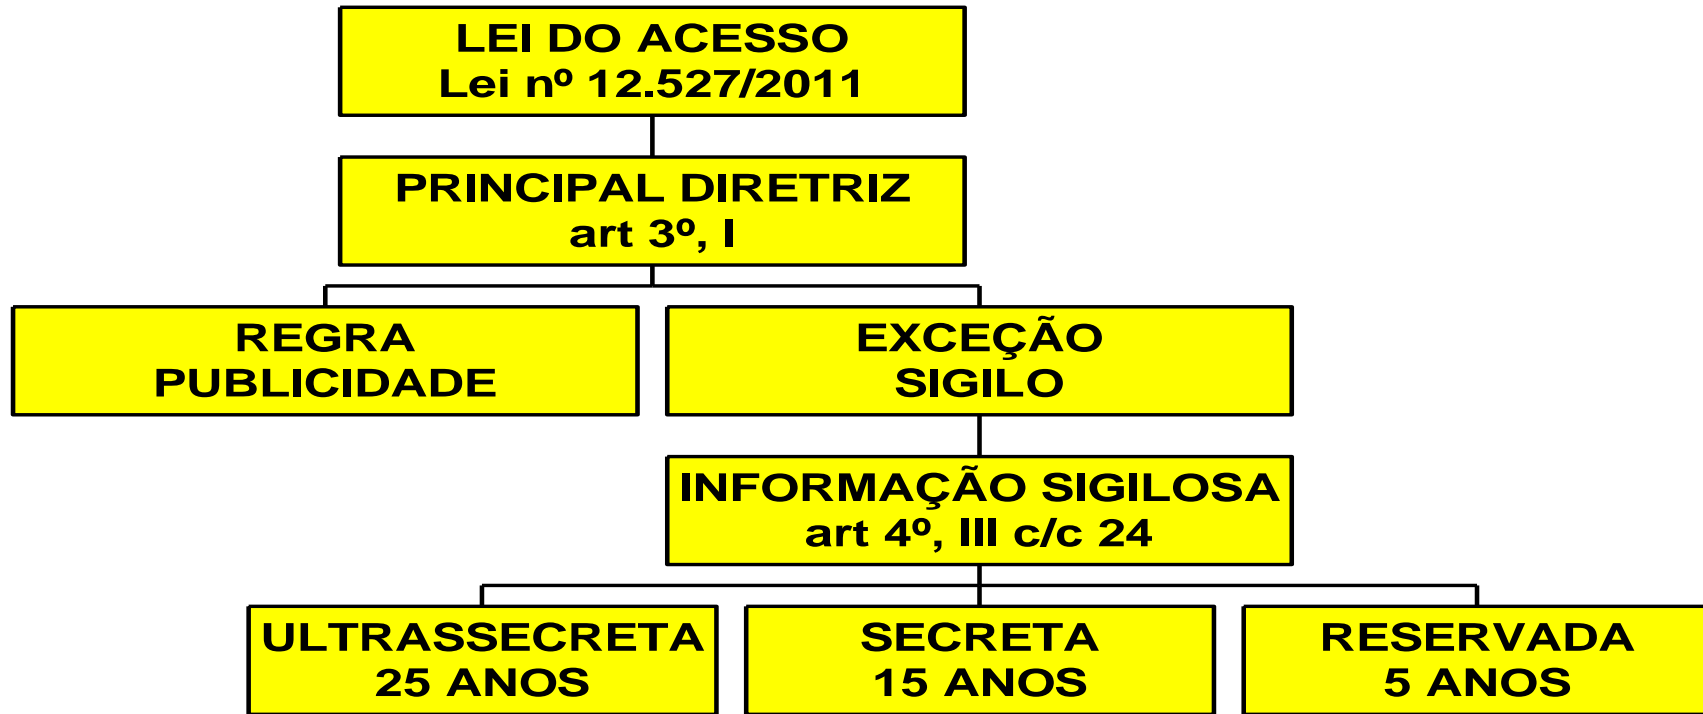 LEI DO ACESSO
Lei nº 12.527/2011
PRINCIPAL DIRETRIZ
art 3º, I
REGRA
PUBLICIDADE
EXCEÇÃO
SIGILO
INFORMAÇÃO SIGILOSA
art 4º, III c/c 24
ULTRASSECRETA
25 ANOS
SECRETA
15 ANOS
RESERVADA
5 ANOS